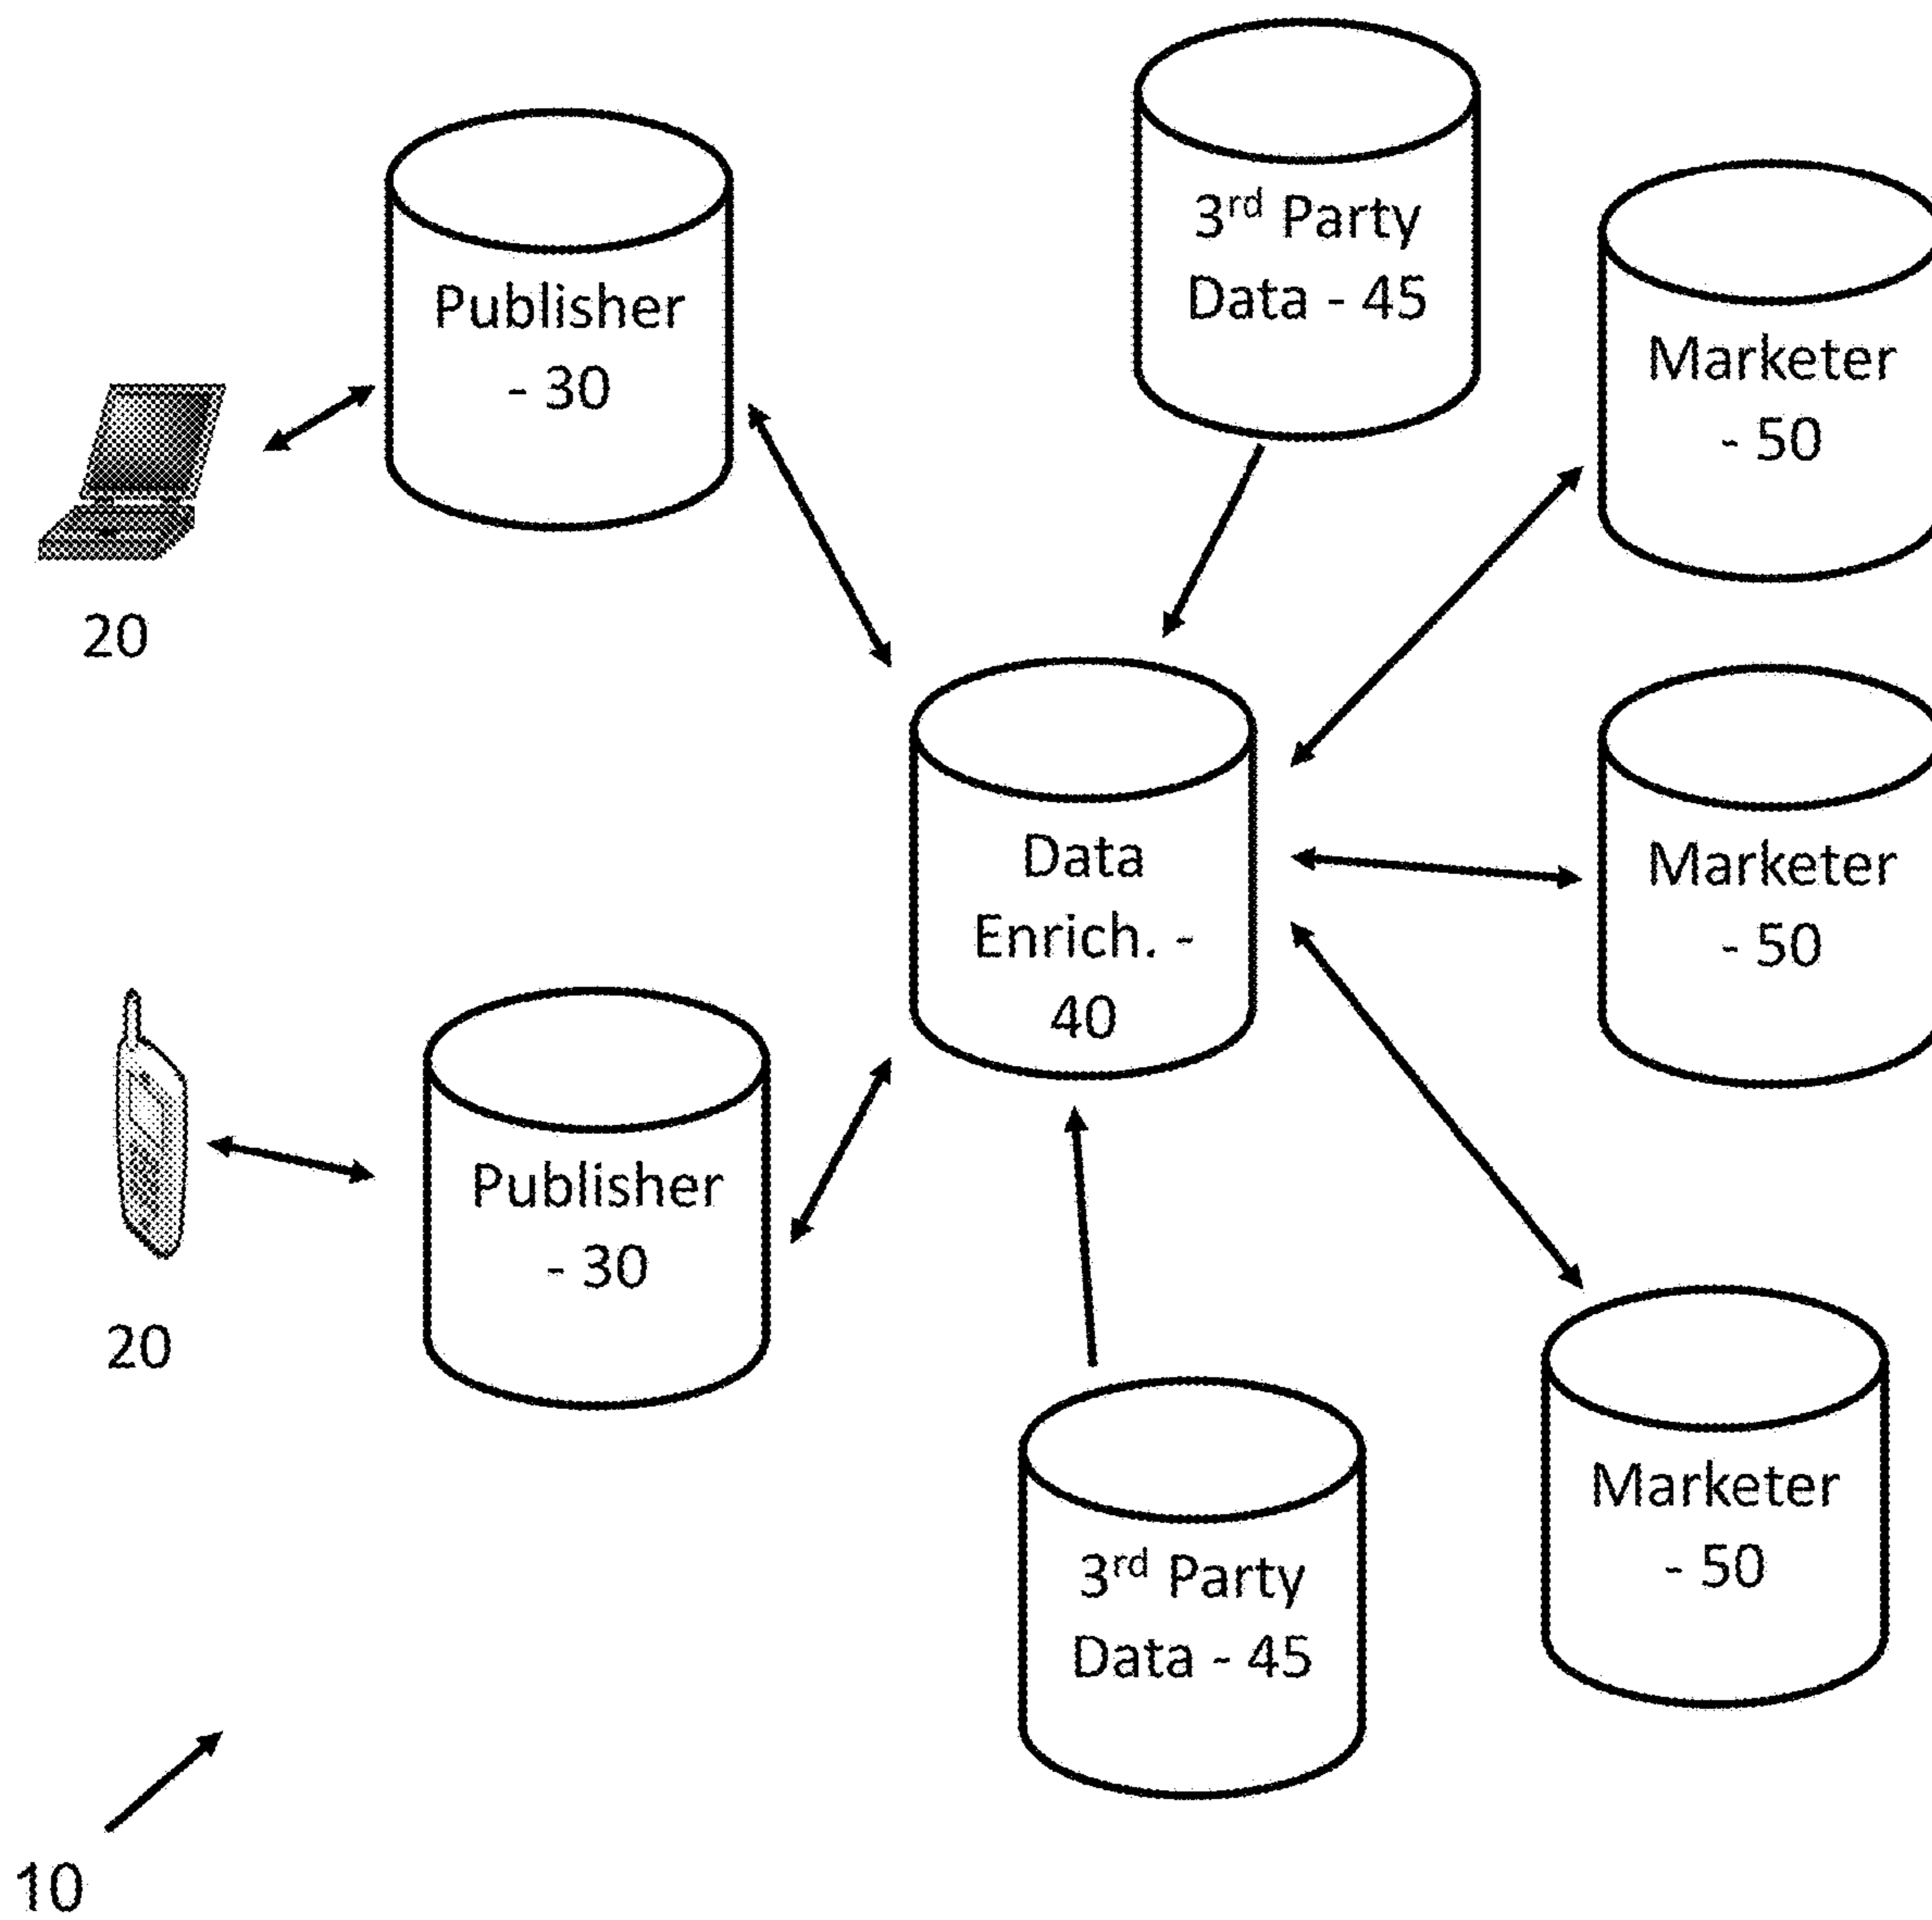 3rd Party
Data - 45
Publisher
- 30
Marketer
- 50
20
Data
Enrich. -
40
Marketer
- 50
Publisher
- 30
20
3rd Party
Data - 45
Marketer
- 50
10